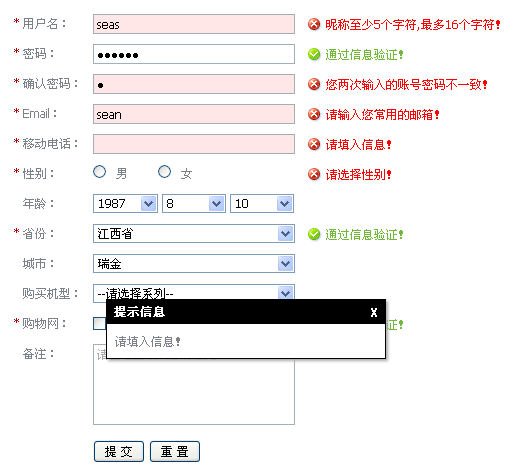 * 用户名： seas 昵称至少5个字符,最多16个字符！
* 密码： ●●●●●● 通过信息验证！
* 确认密码： ● 您两次输入的账号密码不一致！
* Email： sean 请输入您常用的邮箱！
* 移动电话： 请填入信息！
* 性别： 男 女 请选择性别！
年龄： 1987 8 10
* 省份： 江西省 通过信息验证！
城市： 瑞金
购买机型： --请选择系列--
提示信息 X
* 购物网： 证！
请填入信息！
备注：
提 交 重 置